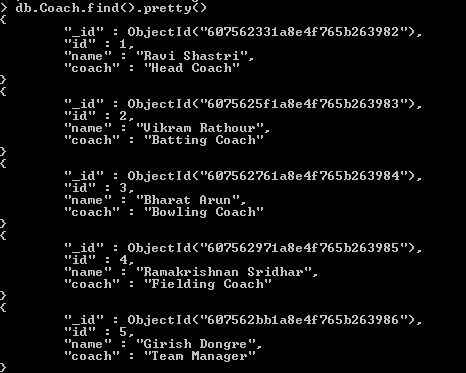 > db.Coach.find().pretty()
{
"_id" : ObjectId("607562331a8e4f765b263982"),
"id" : 1,
"name" : "Ravi Shastri",
"coach" : "Head Coach"
}
{
"_id" : ObjectId("6075625f1a8e4f765b263983"),
"id" : 2,
"name" : "Vikram Rathour",
"coach" : "Batting Coach"
}
{
"_id" : ObjectId("607562761a8e4f765b263984"),
"id" : 3,
"name" : "Bharat Arun",
"coach" : "Bowling Coach"
}
{
"_id" : ObjectId("607562971a8e4f765b263985"),
"id" : 4,
"name" : "Ramakrishnan Sridhar",
"coach" : "Fielding Coach"
}
{
"_id" : ObjectId("607562bb1a8e4f765b263986"),
"id" : 5,
"name" : "Girish Dongre",
"coach" : "Team Manager"
}